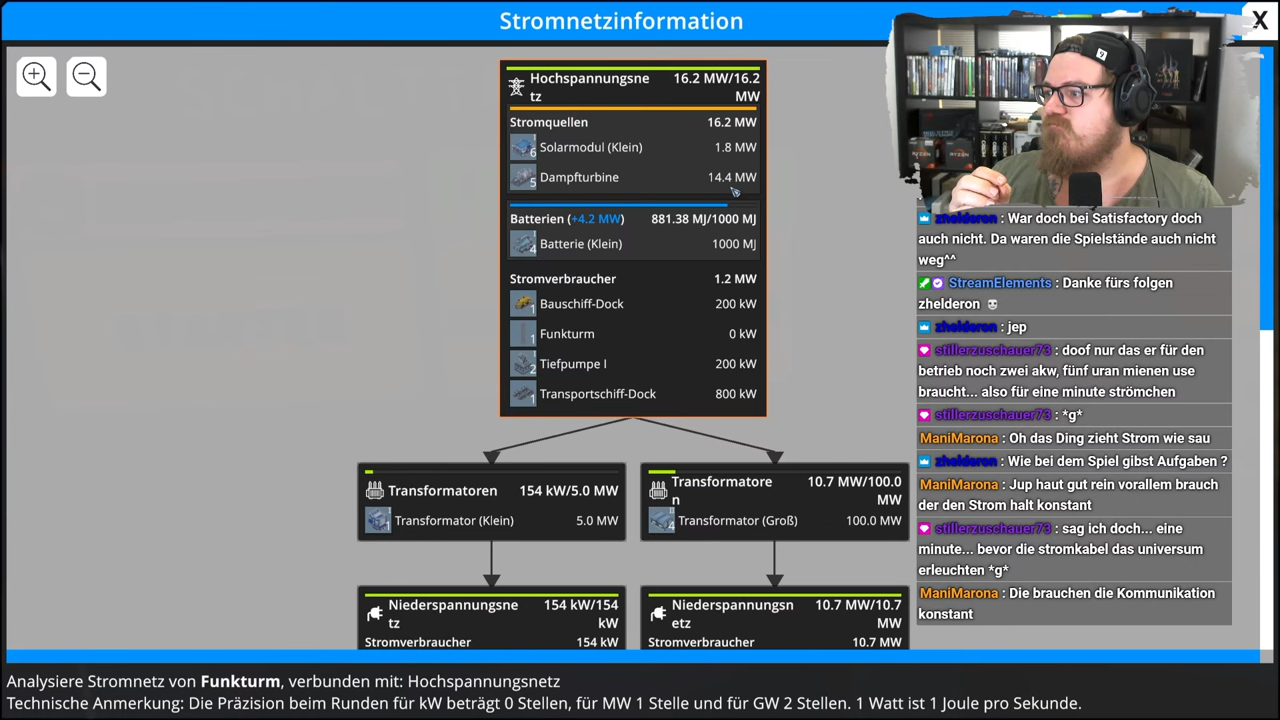 Stromnetzinformation
X
Hochspannungsne
tz
16.2 MW/16.2
MW
Stromquellen 16.2 MW
6 Solarmodul (Klein) 1.8 MW
5 Dampfturbine 14.4 MW
Batterien (+4.2 MW) 881.38 MJ/1000 MJ
4 Batterie (Klein) 1000 MJ
Stromverbraucher 1.2 MW
1 Bauschiff-Dock 200 kW
1 Funkturm 0 kW
2 Tiefpumpe I 200 kW
1 Transportschiff-Dock 800 kW
Transformatoren 154 kW/5.0 MW
1 Transformator (Klein) 5.0 MW
Transformatore
n
10.7 MW/100.0
MW
4 Transformator (Groß) 100.0 MW
Niederspannungsne
tz
154 kW/154
kW
Stromverbraucher 154 kW
Niederspannungsn
etz
10.7 MW/10.7
MW
Stromverbraucher 10.7 MW
zhelderon : War doch bei Satisfactory doch
auch nicht. Da waren die Spielstände auch nicht
weg^^
StreamElements : Danke fürs folgen
zhelderon
zhelderon : jep
stillerzuschauer73 : doof nur das er für den
betrieb noch zwei akw, fünf uran mienen use
braucht... also für eine minute strömchen
stillerzuschauer73 : *g*
ManiMarona : Oh das Ding zieht Strom wie sau
zhelderon : Wie bei dem Spiel gibst Aufgaben ?
ManiMarona : Jup haut gut rein vorallem brauch
der den Strom halt konstant
stillerzuschauer73 : sag ich doch... eine
minute... bevor die stromkabel das universum
erleuchten *g*
ManiMarona : Die brauchen die Kommunikation
konstant
Analysiere Stromnetz von Funkturm, verbunden mit: Hochspannungsnetz
Technische Anmerkung: Die Präzision beim Runden für kW beträgt 0 Stellen, für MW 1 Stelle und für GW 2 Stellen. 1 Watt ist 1 Joule pro Sekunde.